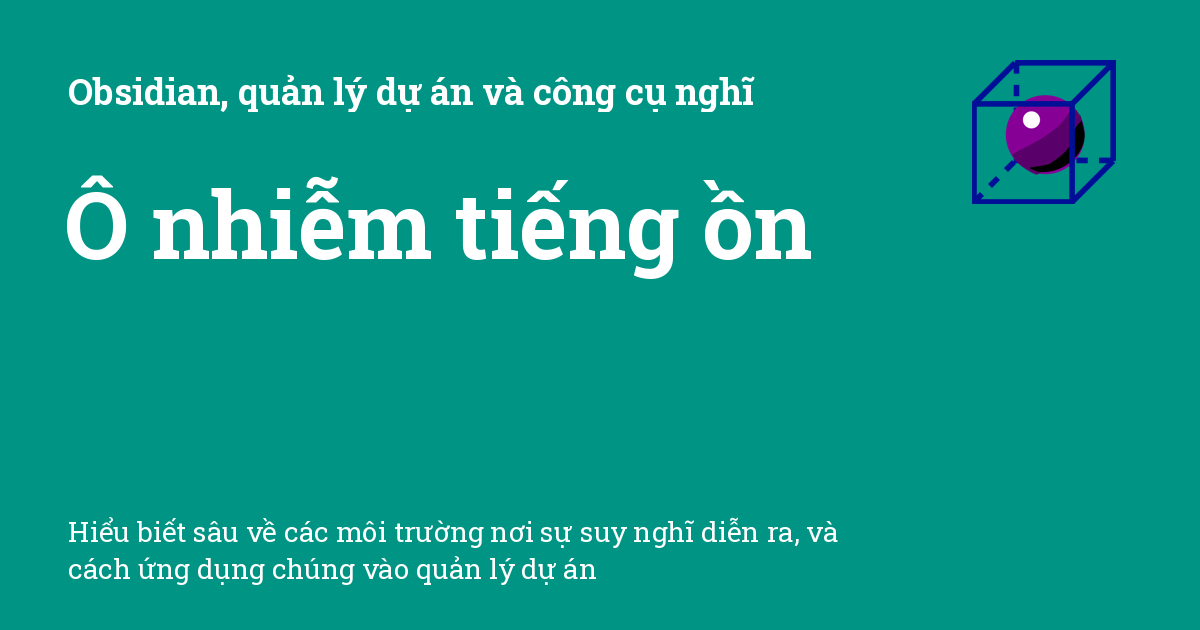 Obsidian, quản lý dự án và công cụ nghĩ
Ô nhiễm tiếng ồn
Hiểu biết sâu về các môi trường nơi sự suy nghĩ diễn ra, và
cách ứng dụng chúng vào quản lý dự án